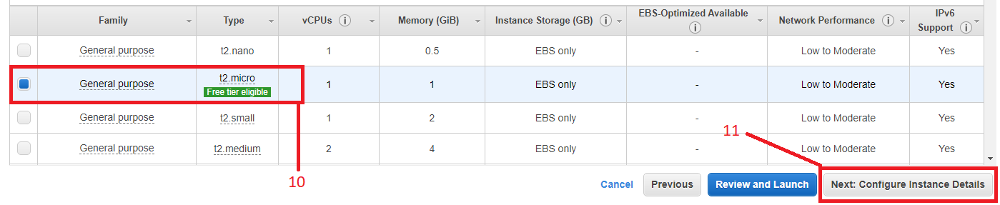 Family Type vCPUs Memory (GiB) Instance Storage (GB) EBS-Optimized Available Network Performance IPv6 Support
General purpose t2.nano 1 0.5 EBS only - Low to Moderate Yes
General purpose t2.micro 1 1 EBS only - Low to Moderate Yes
Free tier eligible
General purpose t2.small 1 2 EBS only - Low to Moderate Yes
11
General purpose t2.medium 2 4 EBS only - Low to Moderate Yes
10
Cancel Previous Review and Launch Next: Configure Instance Details